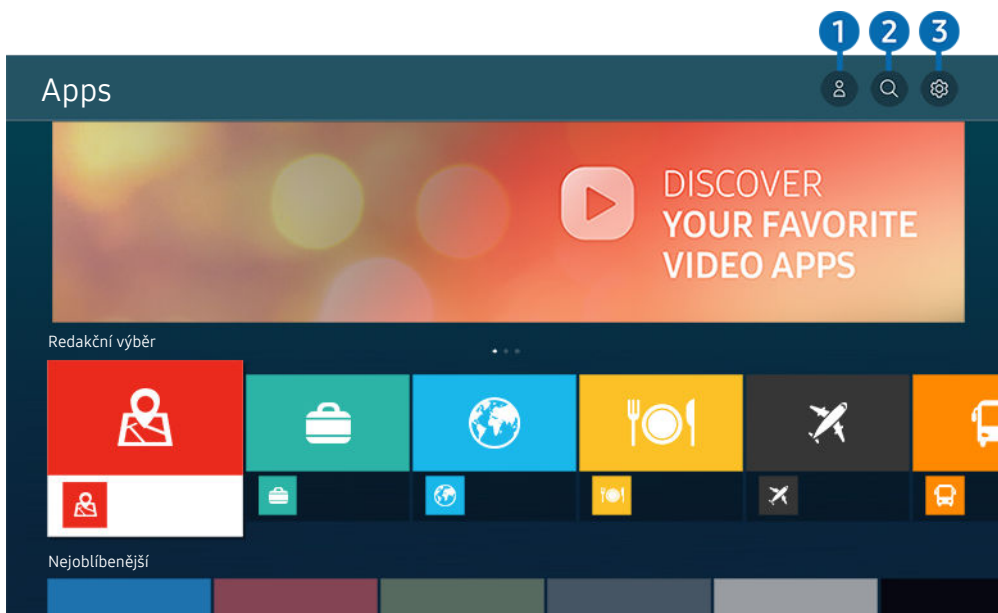 1 2 3
Apps
DISCOVER
YOUR FAVORITE
VIDEO APPS
Redakční výběr
Nejoblíbenější